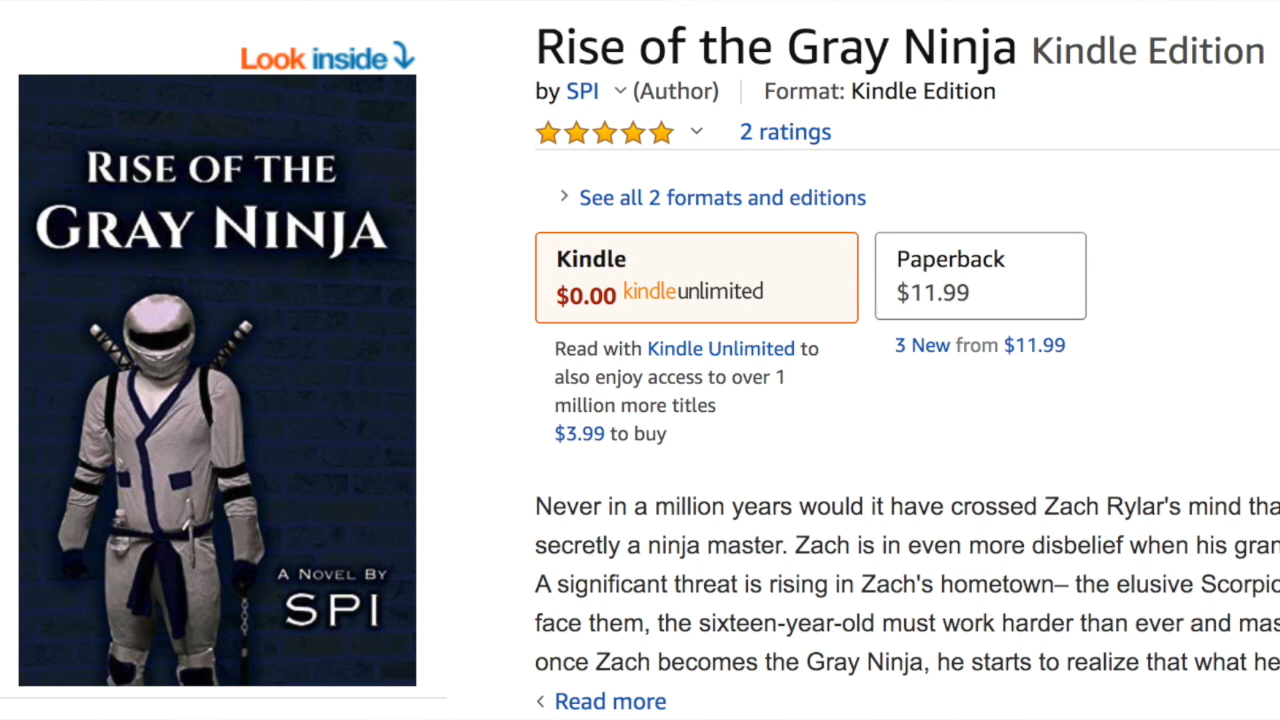 Look inside
RISE OF THE
GRAY NINJA
A NOVEL BY
SPI
Rise of the Gray Ninja Kindle Edition
by SPI (Author) Format: Kindle Edition
2 ratings
See all 2 formats and editions
Kindle
$0.00 kindleunlimited
Read with Kindle Unlimited to
also enjoy access to over 1
million more titles
$3.99 to buy
Paperback
$11.99
3 New from $11.99
Never in a million years would it have crossed Zach Rylar's mind tha
secretly a ninja master. Zach is in even more disbelief when his gran
A significant threat is rising in Zach's hometown– the elusive Scorpio
face them, the sixteen-year-old must work harder than ever and mas
once Zach becomes the Gray Ninja, he starts to realize that what he
Read more